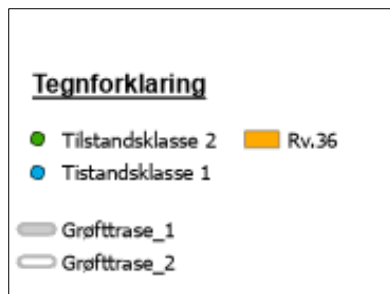 Tegnforklaring
Tilstandsklasse 2 Rv.36
Tistandsklasse 1
Grøfttrase_1
Grøfttrase_2